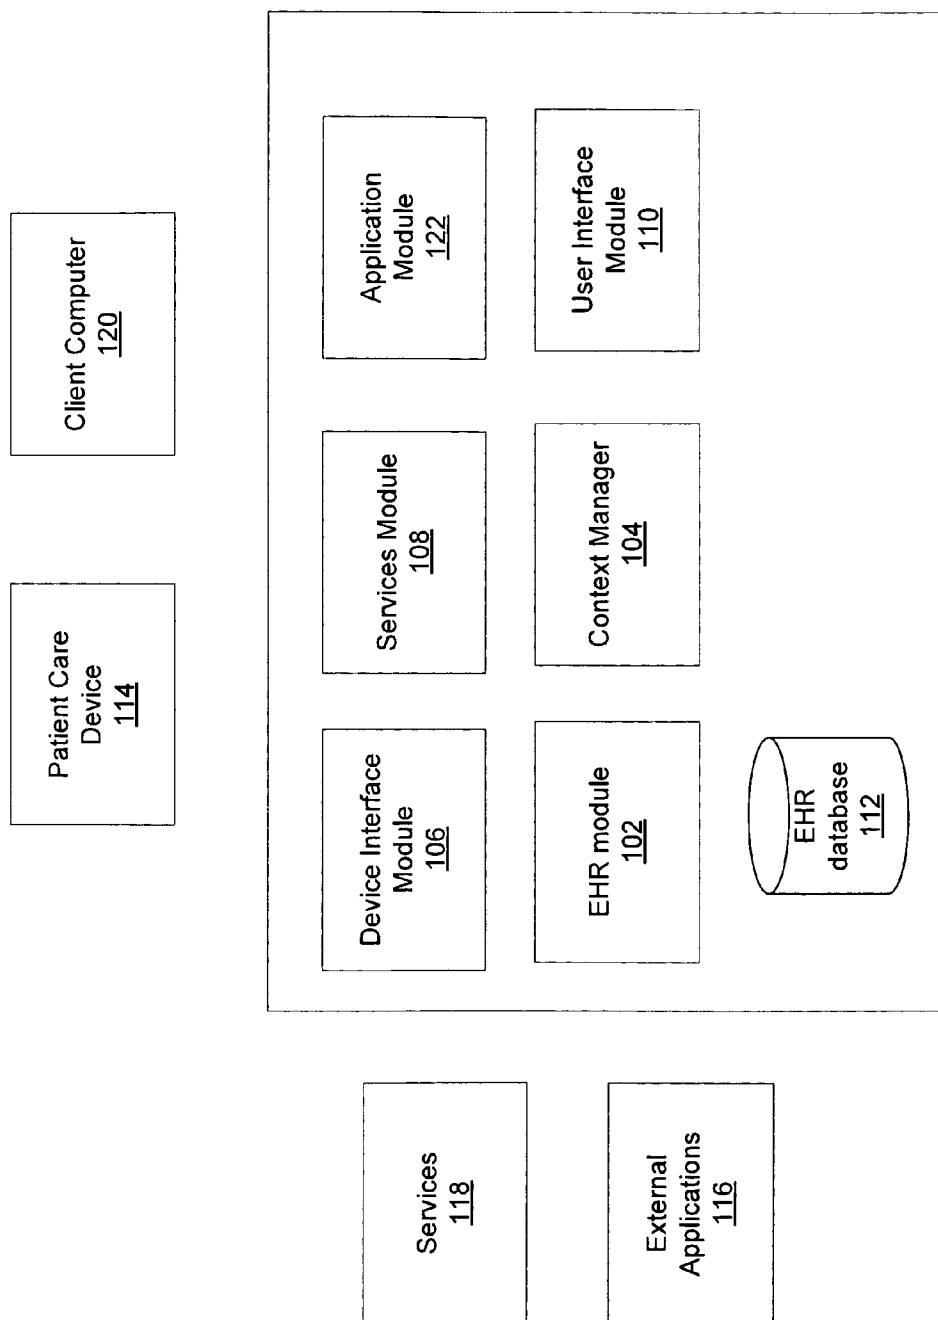 Patient Care
Device
114
Client Computer
120
Services
118
Device Interface
Module
106
Services Module
108
Application
Module
122
External
Applications
116
EHR module
102
Context Manager
104
User Interface
Module
110
EHR
database
112